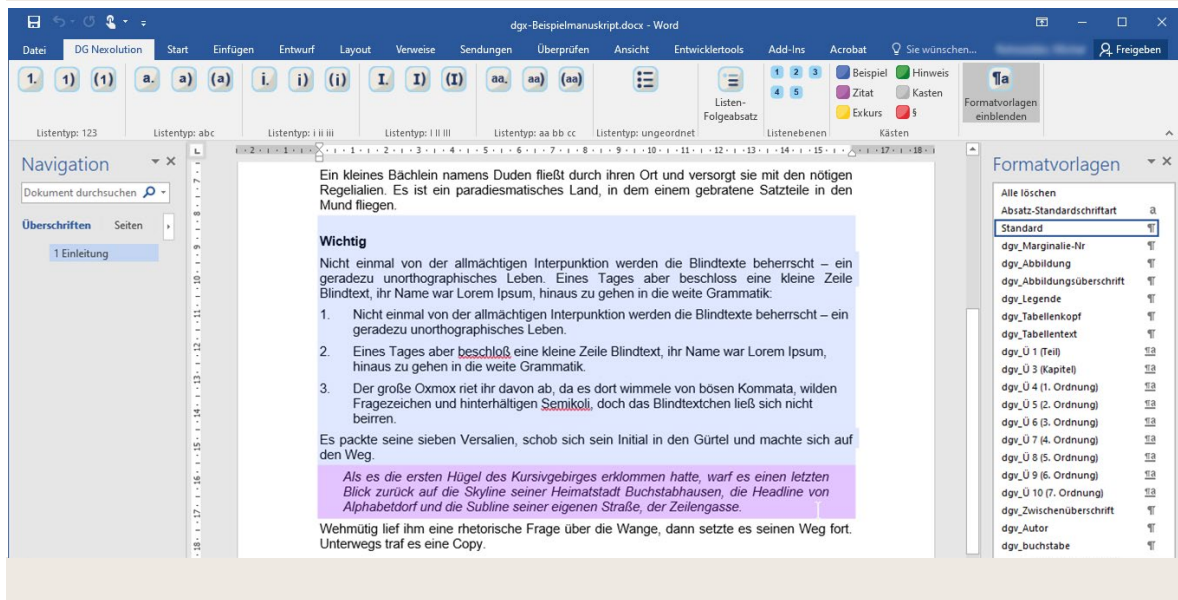 dgx-Beispielmanuskript.docx - Word
Datei DG Nexolution Start Einfügen Entwurf Layout Verweise Sendungen Überprüfen Ansicht Entwicklertools Add-Ins Acrobat Sie wünschen... Freigeben
1. 1) (1) a. a) (a) i. i) (i) I. I) (I) aa. aa) (aa) 1 2 3 Beispiel Hinweis ¶a
4 5 Zitat Kasten
Listen-
Folgeabsatz
Exkurs §
Formatvorlagen
einblenden
Listentyp: 123 Listentyp: abc Listentyp: i ii iii Listentyp: I II III Listentyp: aa bb cc Listentyp: ungeordnet Listenebenen Kästen
Navigation
Dokument durchsuchen
Überschriften Seiten
1 Einleitung
Ein kleines Bächlein namens Duden fließt durch ihren Ort und versorgt sie mit den nötigen
Regelialien. Es ist ein paradiesmatisches Land, in dem einem gebratene Satzteile in den
Mund fliegen.
Wichtig
Nicht einmal von der allmächtigen Interpunktion werden die Blindtexte beherrscht – ein
geradezu unorthographisches Leben. Eines Tages aber beschloss eine kleine Zeile
Blindtext, ihr Name war Lorem Ipsum, hinaus zu gehen in die weite Grammatik:
1. Nicht einmal von der allmächtigen Interpunktion werden die Blindtexte beherrscht – ein
geradezu unorthographisches Leben.
2. Eines Tages aber beschloß eine kleine Zeile Blindtext, ihr Name war Lorem Ipsum,
hinaus zu gehen in die weite Grammatik.
3. Der große Oxmox riet ihr davon ab, da es dort wimmele von bösen Kommata, wilden
Fragezeichen und hinterhältigen Semikoli, doch das Blindtextchen ließ sich nicht
beirren.
Es packte seine sieben Versalien, schob sich sein Initial in den Gürtel und machte sich auf
den Weg.
Als es die ersten Hügel des Kursivgebirges erklommen hatte, warf es einen letzten
Blick zurück auf die Skyline seiner Heimatstadt Buchstabhausen, die Headline von
Alphabetdorf und die Subline seiner eigenen Straße, der Zeilengasse.
Wehmütig lief ihm eine rhetorische Frage über die Wange, dann setzte es seinen Weg fort.
Unterwegs traf es eine Copy.
Formatvorlagen
Alle löschen
Absatz-Standardschriftart a
Standard ¶
dgv_Marginalie-Nr ¶
dgv_Abbildung ¶
dgv_Abbildungsüberschrift ¶
dgv_Legende ¶
dgv_Tabellenkopf ¶
dgv_Tabellentext ¶
dgv_Ü 1 (Teil) ¶a
dgv_Ü 3 (Kapitel) ¶a
dgv_Ü 4 (1. Ordnung) ¶a
dgv_Ü 5 (2. Ordnung) ¶a
dgv_Ü 6 (3. Ordnung) ¶a
dgv_Ü 7 (4. Ordnung) ¶a
dgv_Ü 8 (5. Ordnung) ¶a
dgv_Ü 9 (6. Ordnung) ¶a
dgv_Ü 10 (7. Ordnung) ¶a
dgv_Zwischenüberschrift ¶
dgv_Autor ¶
dgv_buchstabe ¶